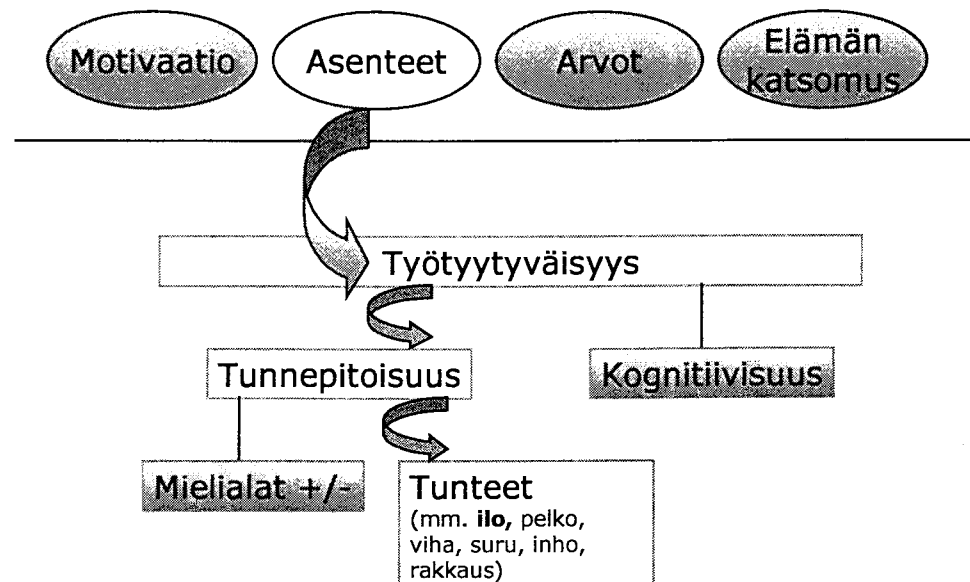 Motivaatio
Asenteet
Arvot
Elämän
katsomus
Työtyytyväisyys
Tunnepitoisuus
Kognitiivisuus
Mielialat +/-
Tunteet
(mm. ilo, pelko,
viha, suru, inho,
rakkaus)